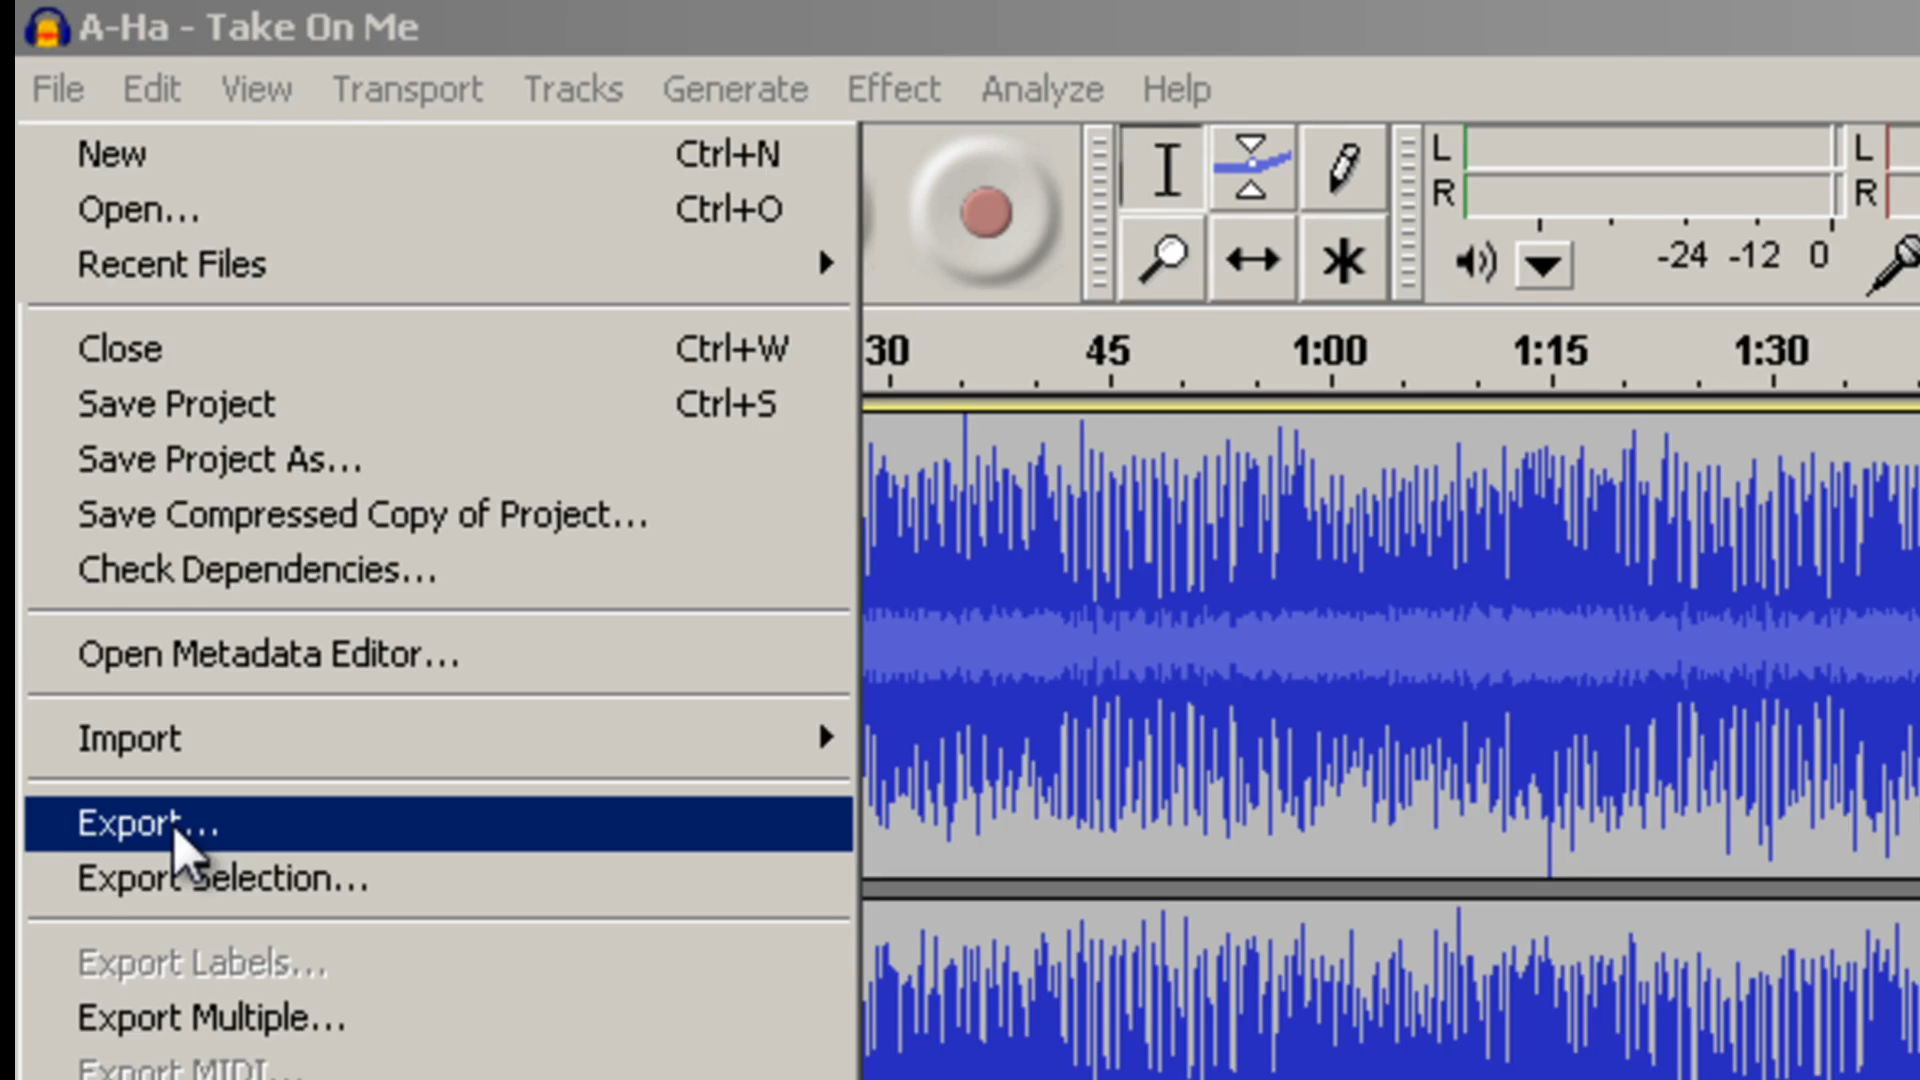 A-Ha - Take On Me
File Edit View Transport Tracks Generate Effect Analyze Help
New Ctrl+N
Open... Ctrl+O
Recent Files
Close Ctrl+W
Save Project Ctrl+S
Save Project As...
Save Compressed Copy of Project...
Check Dependencies...
Open Metadata Editor...
Import
Export...
Export Selection...
Export Labels...
Export Multiple...
Export MIDI...
L L
R R
-24 -12 0
30 45 1:00 1:15 1:30